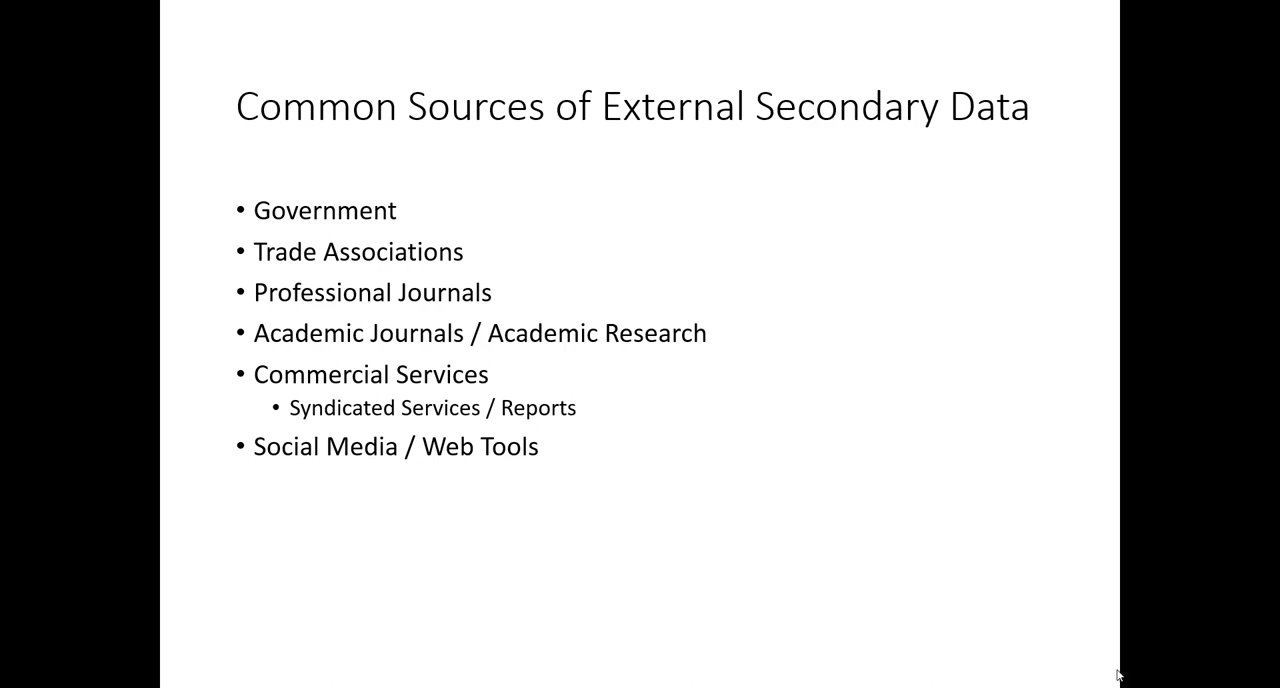 Common Sources of External Secondary Data
• Government
• Trade Associations
• Professional Journals
• Academic Journals / Academic Research
• Commercial Services
• Syndicated Services / Reports
• Social Media / Web Tools